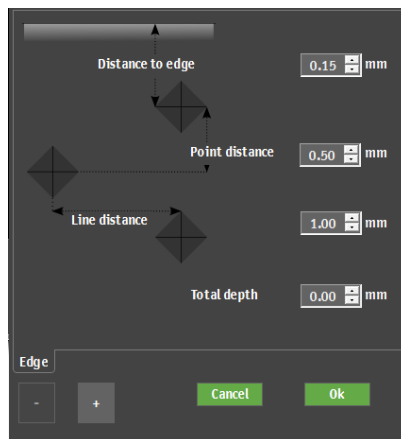 Distance to edge
0.15 mm
Point distance
0.50 mm
Line distance
1.00 mm
Total depth
0.00 mm
Edge
-
+
Cancel
Ok